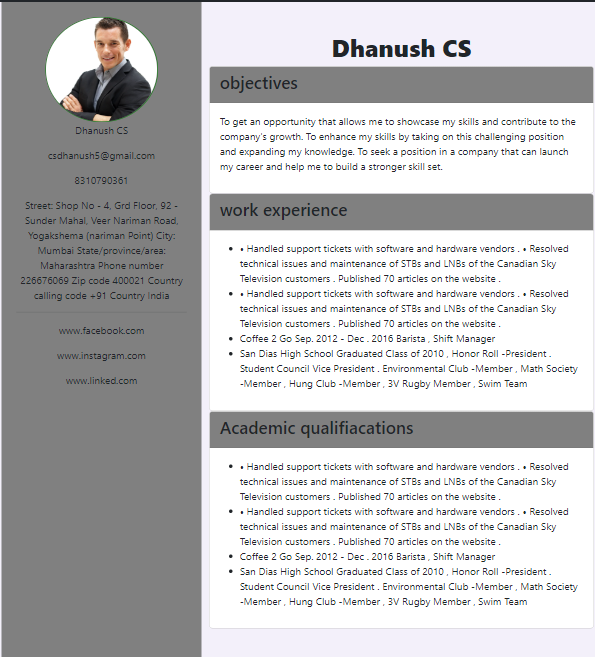 Dhanush CS
csdhanush5@gmail.com
8310790361
Street: Shop No - 4, Grd Floor, 92 -
Sunder Mahal, Veer Nariman Road,
Yogakshema (nariman Point) City:
Mumbai State/province/area:
Maharashtra Phone number
226676069 Zip code 400021 Country
calling code +91 Country India
www.facebook.com
www.instagram.com
www.linked.com
Dhanush CS
objectives
To get an opportunity that allows me to showcase my skills and contribute to the
company's growth. To enhance my skills by taking on this challenging position
and expanding my knowledge. To seek a position in a company that can launch
my career and help me to build a stronger skill set.
work experience
• • Handled support tickets with software and hardware vendors . • Resolved
technical issues and maintenance of STBs and LNBs of the Canadian Sky
Television customers . Published 70 articles on the website .
• • Handled support tickets with software and hardware vendors . • Resolved
technical issues and maintenance of STBs and LNBs of the Canadian Sky
Television customers . Published 70 articles on the website .
• Coffee 2 Go Sep. 2012 - Dec . 2016 Barista , Shift Manager
• San Dias High School Graduated Class of 2010 , Honor Roll -President .
Student Council Vice President . Environmental Club -Member , Math Society
-Member , Hung Club -Member , 3V Rugby Member , Swim Team
Academic qualifiacations
• • Handled support tickets with software and hardware vendors . • Resolved
technical issues and maintenance of STBs and LNBs of the Canadian Sky
Television customers . Published 70 articles on the website .
• • Handled support tickets with software and hardware vendors . • Resolved
technical issues and maintenance of STBs and LNBs of the Canadian Sky
Television customers . Published 70 articles on the website .
• Coffee 2 Go Sep. 2012 - Dec . 2016 Barista , Shift Manager
• San Dias High School Graduated Class of 2010 , Honor Roll -President .
Student Council Vice President . Environmental Club -Member , Math Society
-Member , Hung Club -Member , 3V Rugby Member , Swim Team